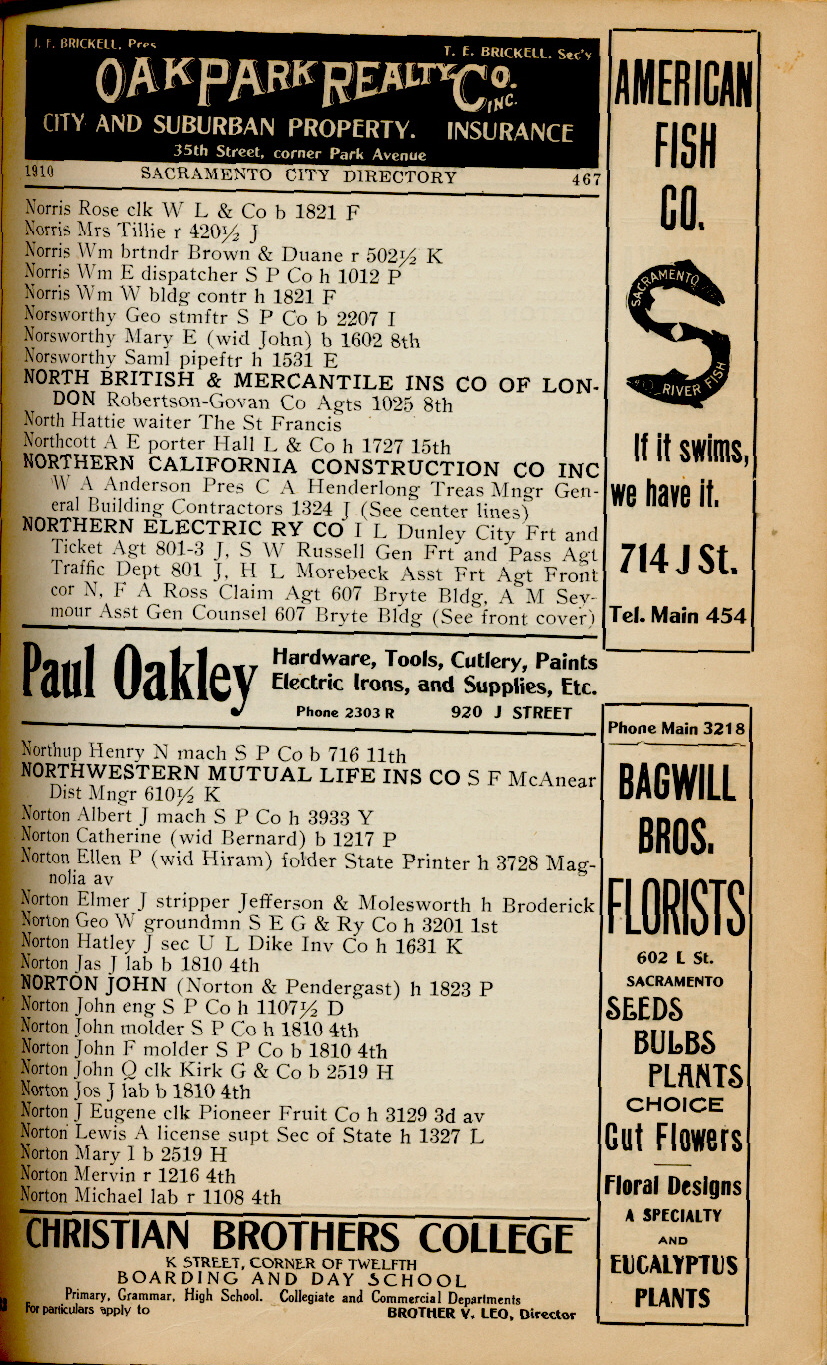 J. F. BRICKELL, Pres
T. E. BRICKELL, Sec'y
OAK PARK REALTY CO. INC.
CITY AND SUBURBAN PROPERTY. INSURANCE
35th Street, corner Park Avenue
1910 SACRAMENTO CITY DIRECTORY 467
Norris Rose clk W L & Co b 1821 F
Norris Mrs Tillie r 420½ J
Norris Wm brtndr Brown & Duane r 502½ K
Norris Wm E dispatcher S P Co h 1012 P
Norris Wm W bldg contr h 1821 F
Norsworthy Geo stmftr S P Co b 2207 I
Norsworthy Mary E (wid John) b 1602 8th
Norsworthy Saml pipeftr h 1531 E
NORTH BRITISH & MERCANTILE INS CO OF LON-
DON Robertson-Govan Co Agts 1025 8th
North Hattie waiter The St Francis
Northcott A E porter Hall L & Co h 1727 15th
NORTHERN CALIFORNIA CONSTRUCTION CO INC
W A Anderson Pres C A Henderlong Treas Mngr Gen-
eral Building Contractors 1324 J (See center lines)
NORTHERN ELECTRIC RY CO I L Dunley City Frt and
Ticket Agt 801-3 J, S W Russell Gen Frt and Pass Agt
Traffic Dept 801 J, H L Morebeck Asst Frt Agt Front
cor N, F A Ross Claim Agt 607 Bryte Bldg, A M Sey-
mour Asst Gen Counsel 607 Bryte Bldg (See front cover)
Paul Oakley
Hardware, Tools, Cutlery, Paints
Electric Irons, and Supplies, Etc.
Phone 2303 R 920 J STREET
Northup Henry N mach S P Co b 716 11th
NORTHWESTERN MUTUAL LIFE INS CO S F McAnear
Dist Mngr 610½ K
Norton Albert J mach S P Co h 3933 Y
Norton Catherine (wid Bernard) b 1217 P
Norton Ellen P (wid Hiram) folder State Printer h 3728 Mag-
nolia av
Norton Elmer J stripper Jefferson & Molesworth h Broderick
Norton Geo W groundmn S E G & Ry Co h 3201 1st
Norton Hatley J sec U L Dike Inv Co h 1631 K
Norton Jas J lab b 1810 4th
NORTON JOHN (Norton & Pendergast) h 1823 P
Norton John eng S P Co h 1107½ D
Norton John molder S P Co h 1810 4th
Norton John F molder S P Co b 1810 4th
Norton John Q clk Kirk G & Co b 2519 H
Norton Jos J lab b 1810 4th
Norton J Eugene clk Pioneer Fruit Co h 3129 3d av
Norton Lewis A license supt Sec of State h 1327 L
Norton Mary I b 2519 H
Norton Mervin r 1216 4th
Norton Michael lab r 1108 4th
CHRISTIAN BROTHERS COLLEGE
K STREET, CORNER OF TWELFTH
BOARDING AND DAY SCHOOL
Primary, Grammar, High School. Collegiate and Commercial Departments
For particulars apply to BROTHER V. LEO, Director
AMERICAN
FISH
CO.
SACRAMENTO
RIVER FISH
If it swims,
we have it.
714 J St.
Tel. Main 454
Phone Main 3218
BAGWILL
BROS.
FLORISTS
602 L St.
SACRAMENTO
SEEDS
BULBS
PLANTS
CHOICE
Cut Flowers
Floral Designs
A SPECIALTY
AND
EUCALYPTUS
PLANTS